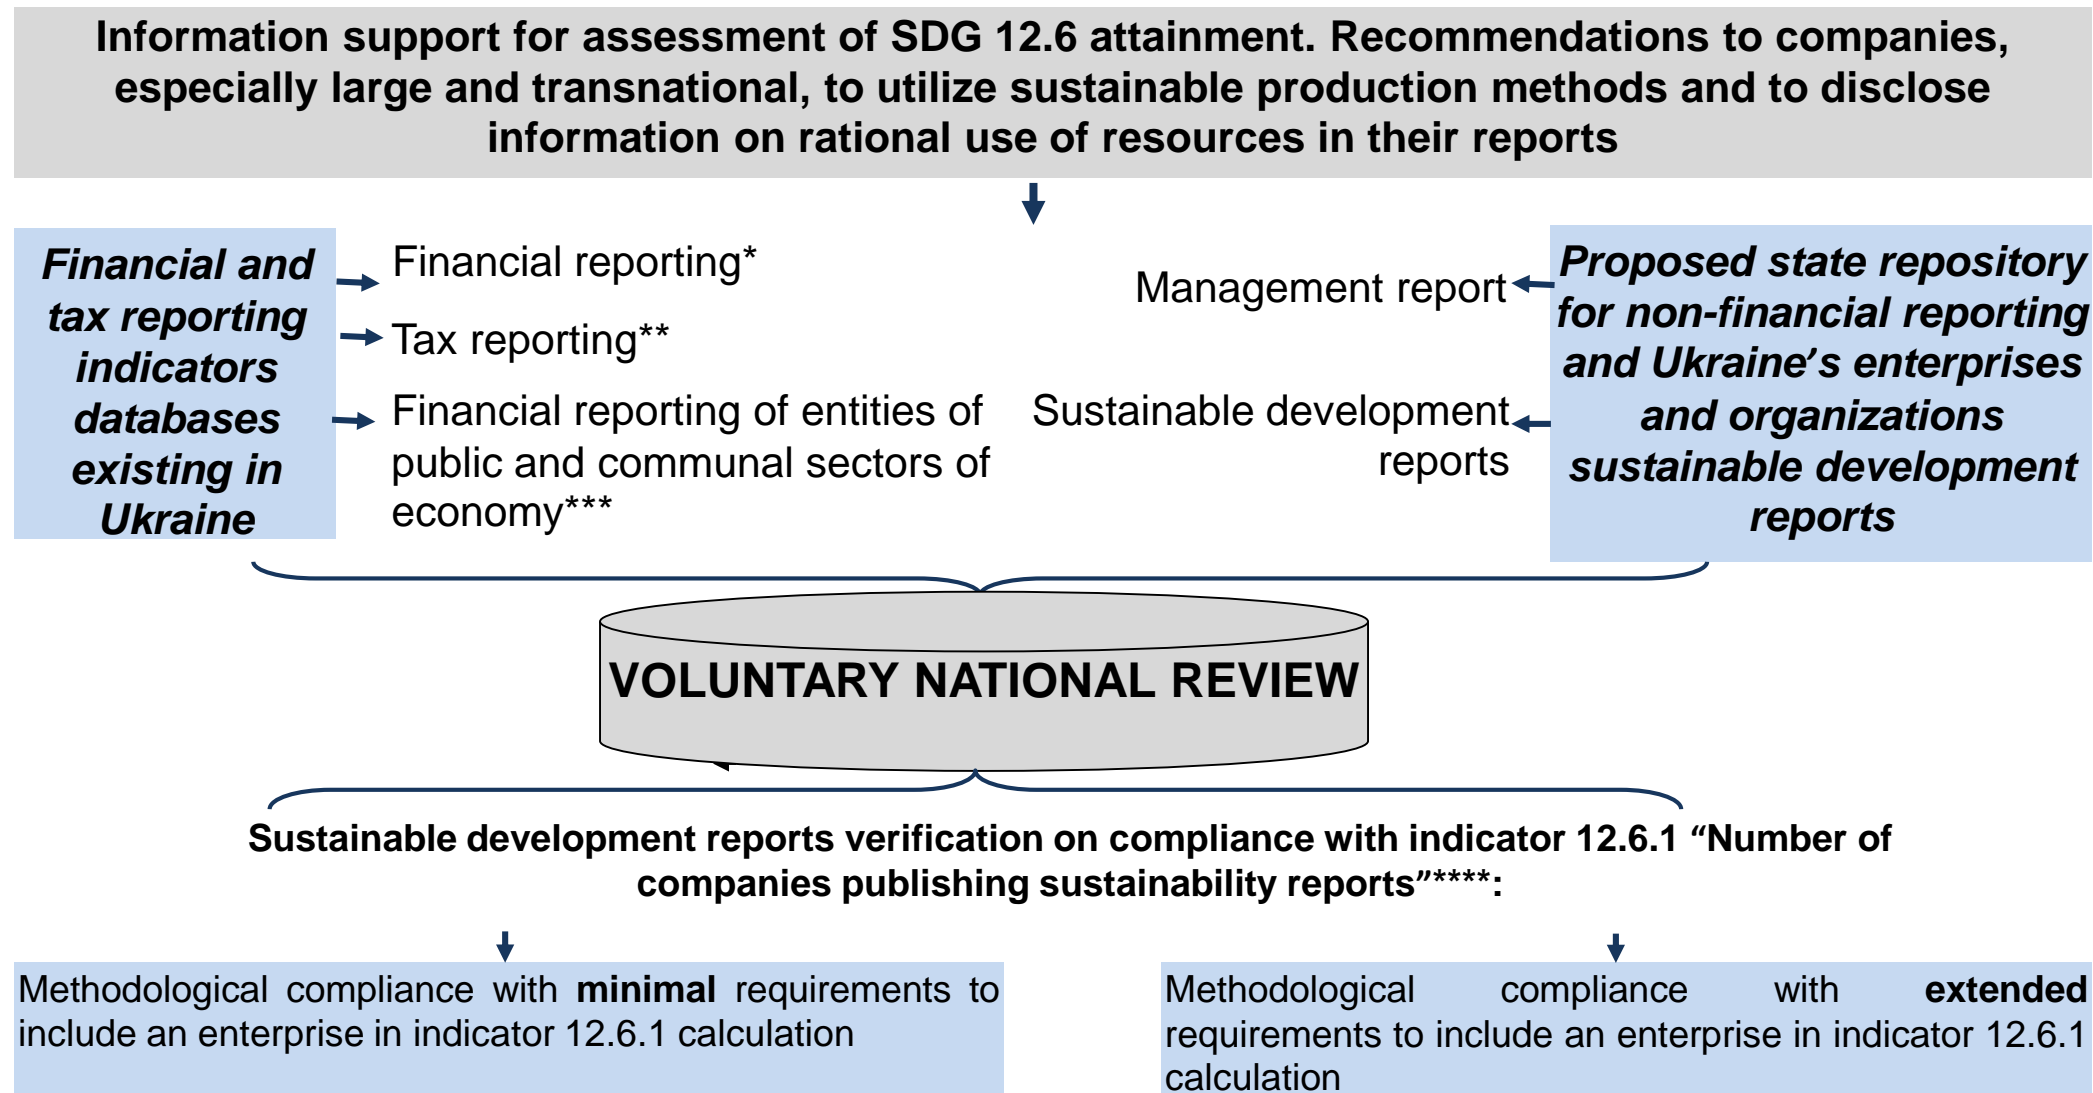 Information support for assessment of SDG 12.6 attainment. Recommendations to companies,
especially large and transnational, to utilize sustainable production methods and to disclose
information on rational use of resources in their reports
Financial and
tax reporting
indicators
databases
existing in
Ukraine
Financial reporting*
Tax reporting**
Financial reporting of entities of
public and communal sectors of
economy***
Management report
Sustainable development
reports
Proposed state repository
for non-financial reporting
and Ukraine’s enterprises
and organizations
sustainable development
reports
VOLUNTARY NATIONAL REVIEW
Sustainable development reports verification on compliance with indicator 12.6.1 “Number of
companies publishing sustainability reports”****:
Methodological compliance with minimal requirements to
include an enterprise in indicator 12.6.1 calculation
Methodological compliance with extended
requirements to include an enterprise in indicator 12.6.1
calculation